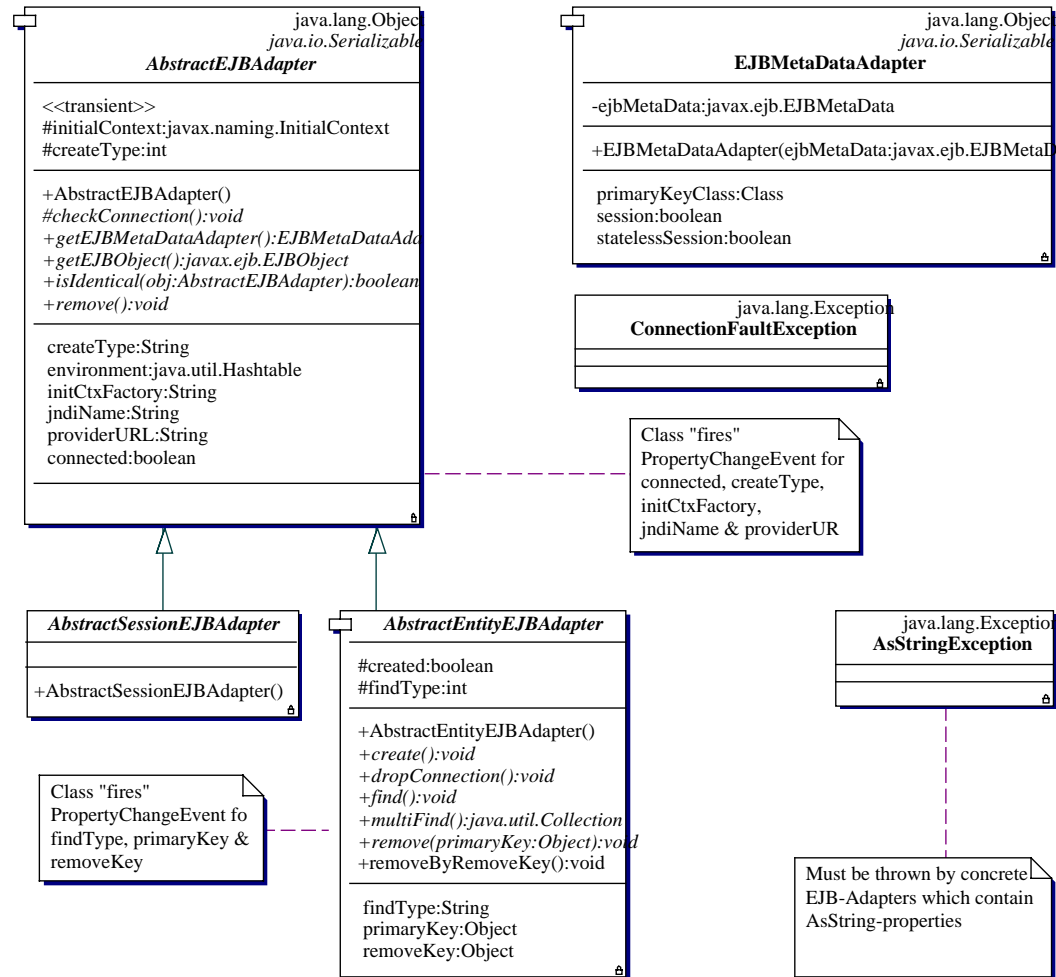 java.lang.Objec
java.io.Serializable
AbstractEJBAdapter
<<transient>>
#initialContext:javax.naming.InitialContext
#createType:int
+AbstractEJBAdapter()
#checkConnection():void
+getEJBMetaDataAdapter():EJBMetaDataAda
+getEJBObject():javax.ejb.EJBObject
+isIdentical(obj:AbstractEJBAdapter):boolean
+remove():void
createType:String
environment:java.util.Hashtable
initCtxFactory:String
jndiName:String
providerURL:String
connected:boolean
java.lang.Objec
java.io.Serializable
EJBMetaDataAdapter
-ejbMetaData:javax.ejb.EJBMetaData
+EJBMetaDataAdapter(ejbMetaData:javax.ejb.EJBMetaD
primaryKeyClass:Class
session:boolean
statelessSession:boolean
java.lang.Exception
ConnectionFaultException
Class "fires"
PropertyChangeEvent for
connected, createType,
initCtxFactory,
jndiName & providerUR
AbstractSessionEJBAdapter
+AbstractSessionEJBAdapter()
AbstractEntityEJBAdapter
#created:boolean
#findType:int
+AbstractEntityEJBAdapter()
+create():void
+dropConnection():void
+find():void
+multiFind():java.util.Collection
+remove(primaryKey:Object):void
+removeByRemoveKey():void
findType:String
primaryKey:Object
removeKey:Object
java.lang.Exception
AsStringException
Class "fires"
PropertyChangeEvent fo
findType, primaryKey &
removeKey
Must be thrown by concrete
EJB-Adapters which contain
AsString-properties